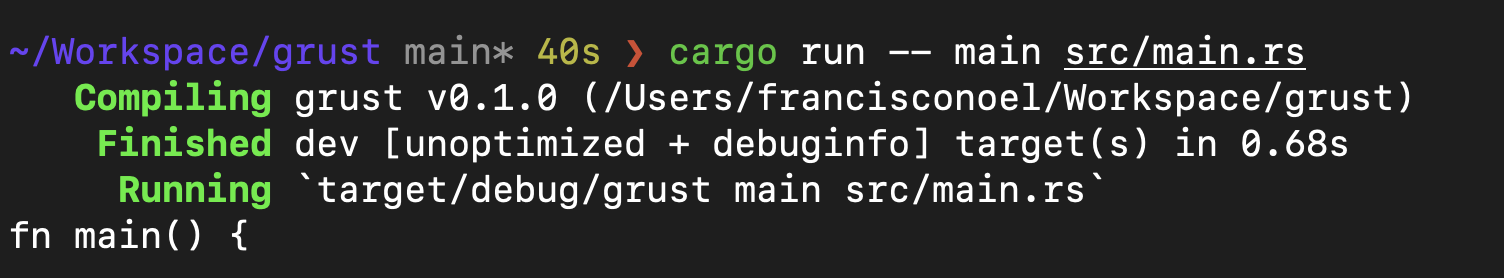 ~/Workspace/grust main* 40s ❯ cargo run -- main src/main.rs
Compiling grust v0.1.0 (/Users/francisconoel/Workspace/grust)
Finished dev [unoptimized + debuginfo] target(s) in 0.68s
Running `target/debug/grust main src/main.rs`
fn main() {